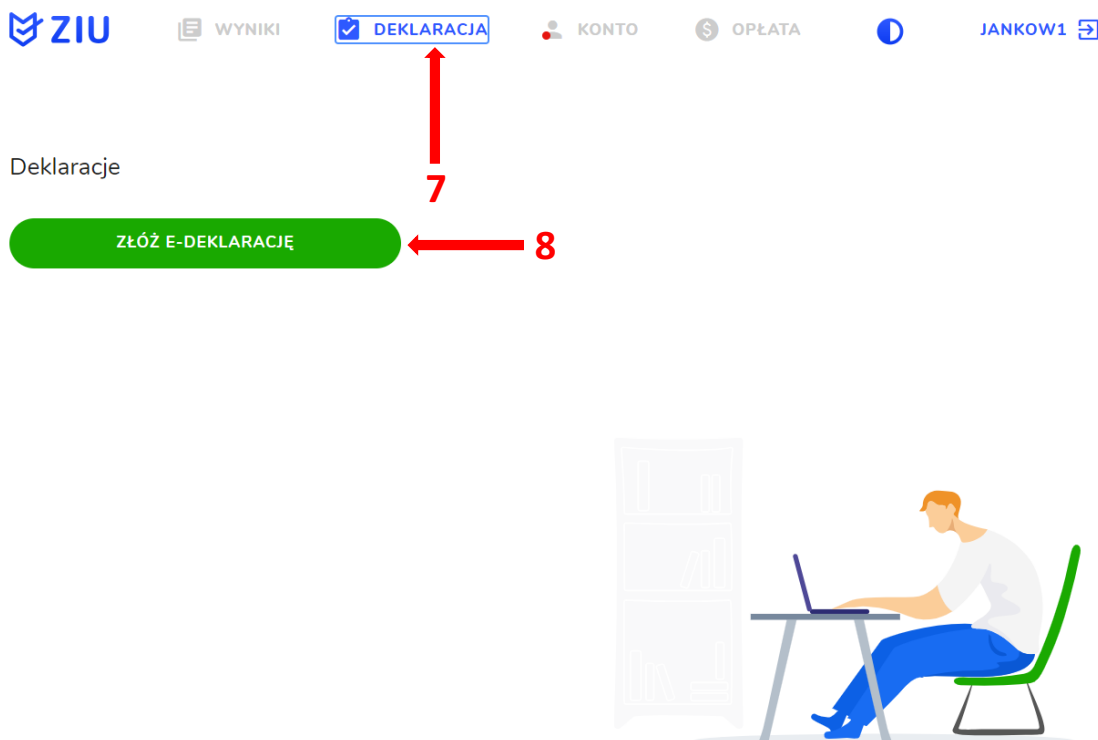 ZIU WYNIKI DEKLARACJA KONTO OPŁATA JANKOW1
Deklaracje
7
ZŁÓŻ E-DEKLARACJĘ 8